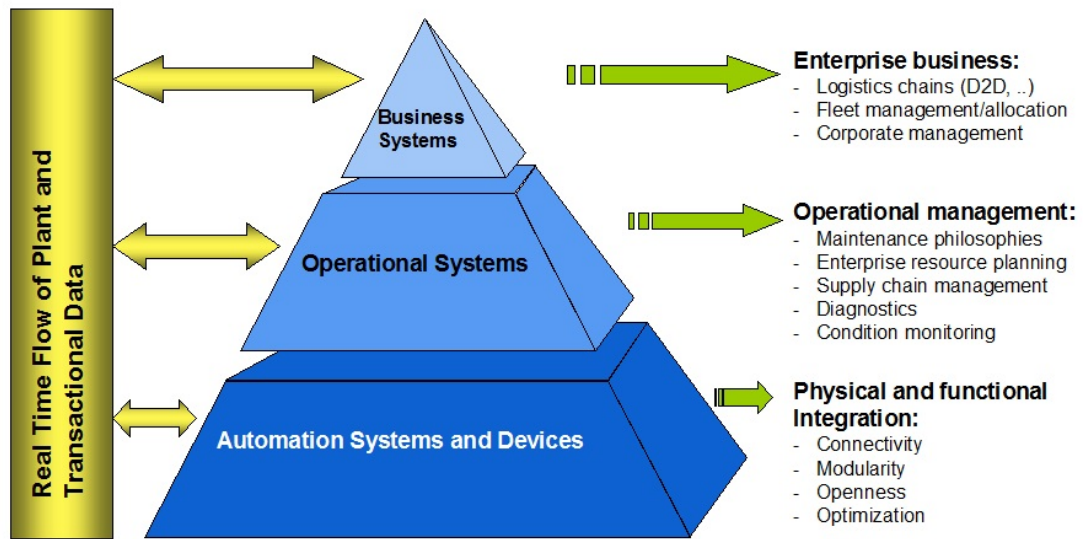 Real Time Flow of Plant and
Transactional Data
Business
Systems
Operational Systems
Automation Systems and Devices
Enterprise business:
- Logistics chains (D2D, ..)
- Fleet management/allocation
- Corporate management
Operational management:
- Maintenance philosophies
- Enterprise resource planning
- Supply chain management
- Diagnostics
- Condition monitoring
Physical and functional
Integration:
- Connectivity
- Modularity
- Openness
- Optimization